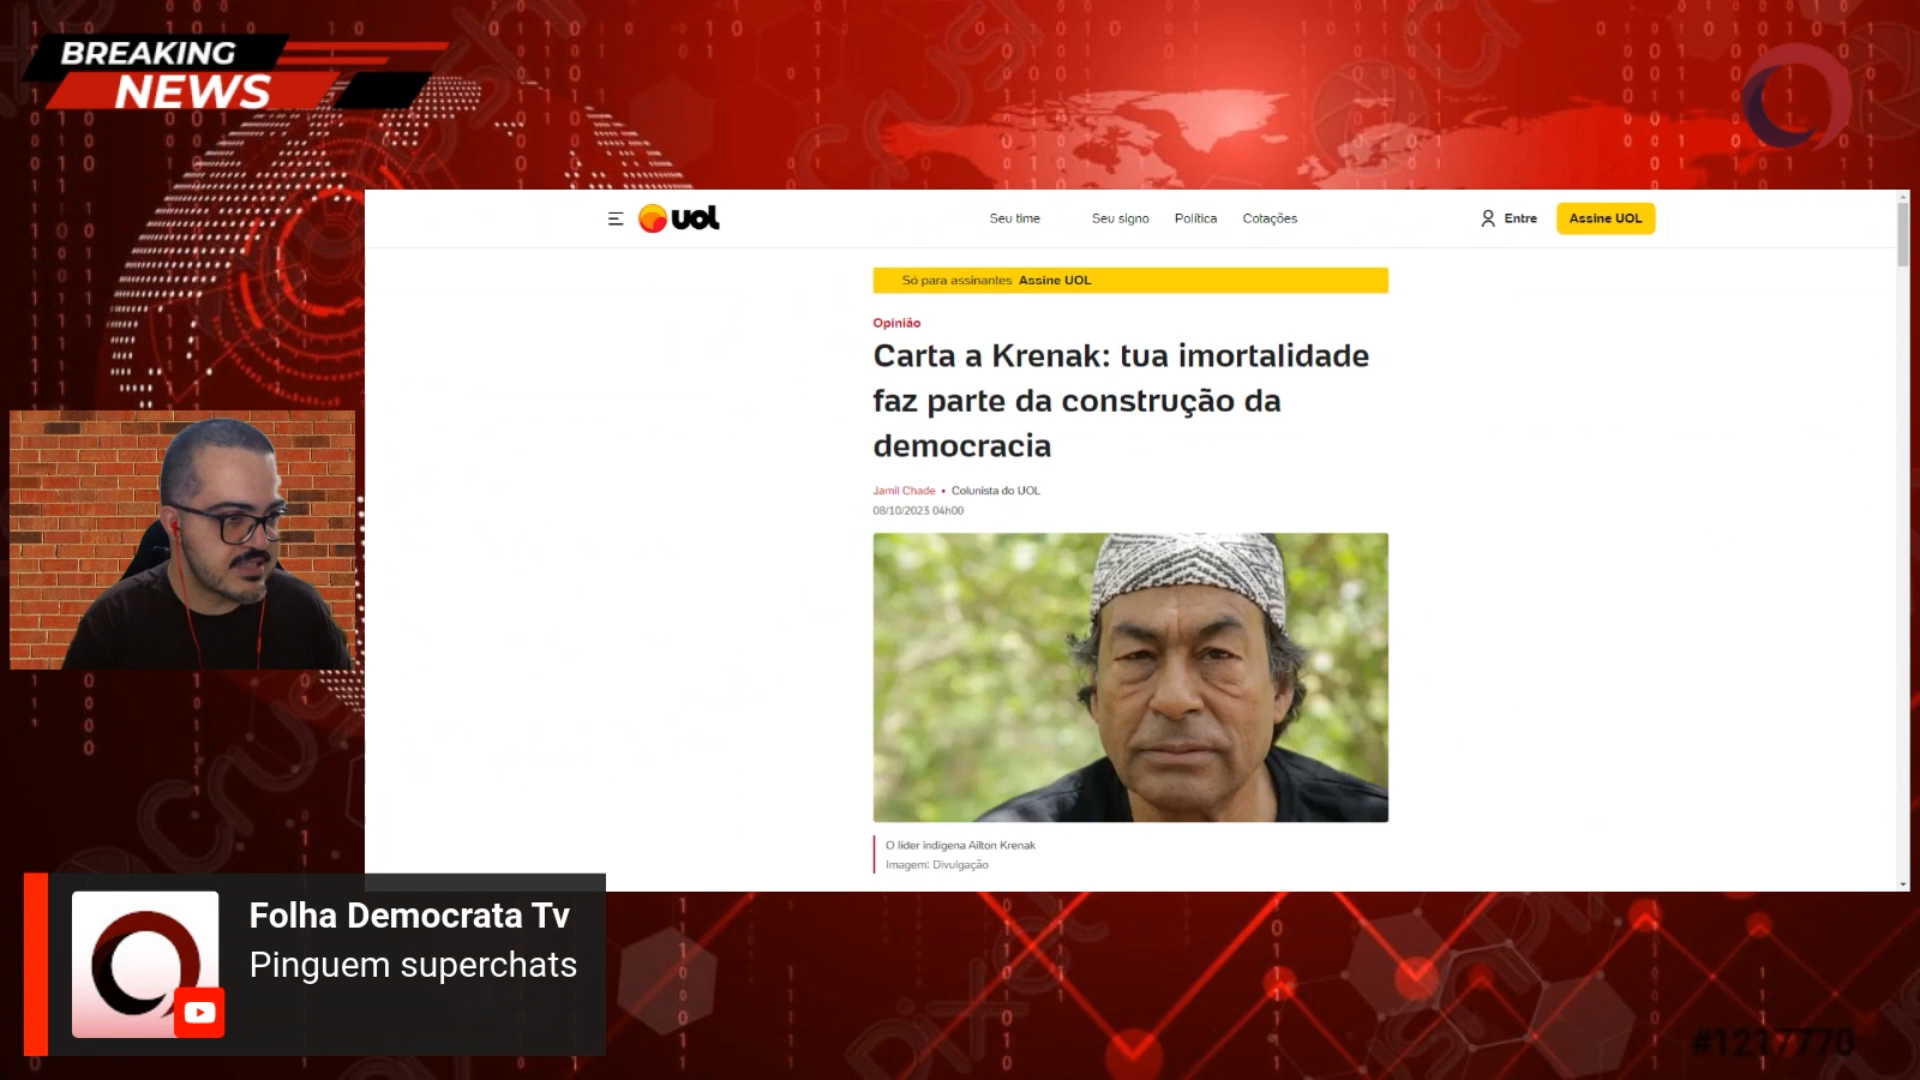 BREAKING
NEWS
uol
Seu time
Seu signo
Política
Cotações
Entre
Assine UOL
Só para assinantes Assine UOL
Opinião
Carta a Krenak: tua imortalidade
faz parte da construção da
democracia
Jamil Chade • Colunista do UOL
08/10/2023 04h00
O líder indígena Ailton Krenak
Imagem: Divulgação
Folha Democrata Tv
Pinguem superchats
#1217770